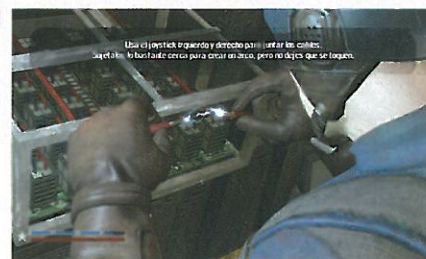 Usa el joystick izquierdo y derecho para juntar los cables.
Sujétalos lo bastante cerca para crear un arco, pero no dejes que se toquen.